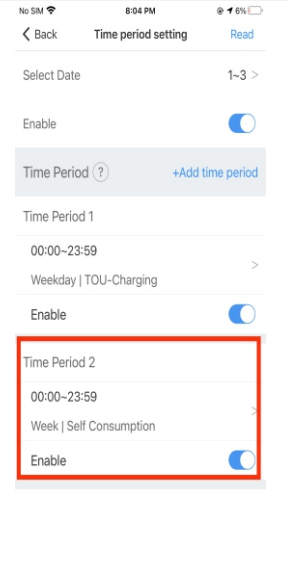 No SIM 8:04 PM 6%
Back Time period setting Read
Select Date 1~3 >
Enable
Time Period ? +Add time period
Time Period 1
00:00~23:59
Weekday | TOU-Charging
Enable
Time Period 2
00:00~23:59
Week | Self Consumption
Enable